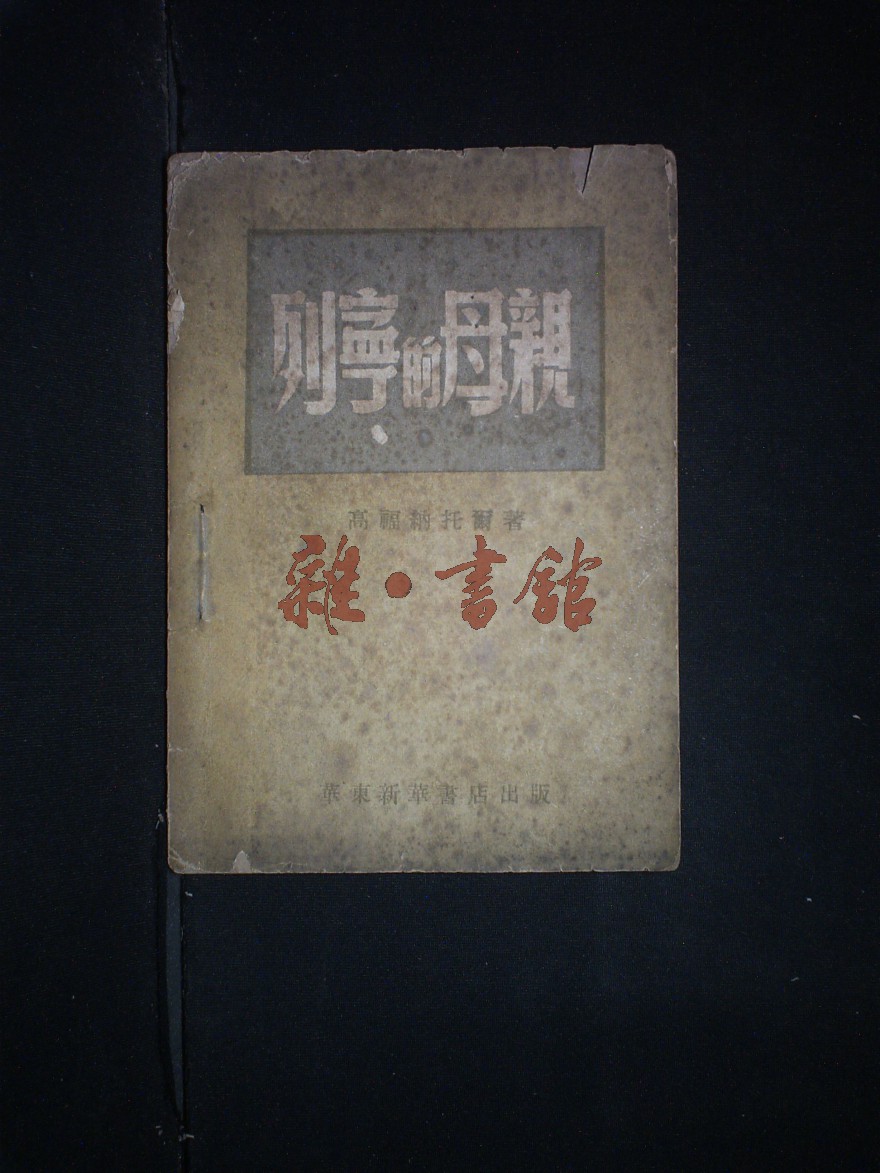 列寧的母親
高福納托爾著
雜·書館
華東新華書店出版